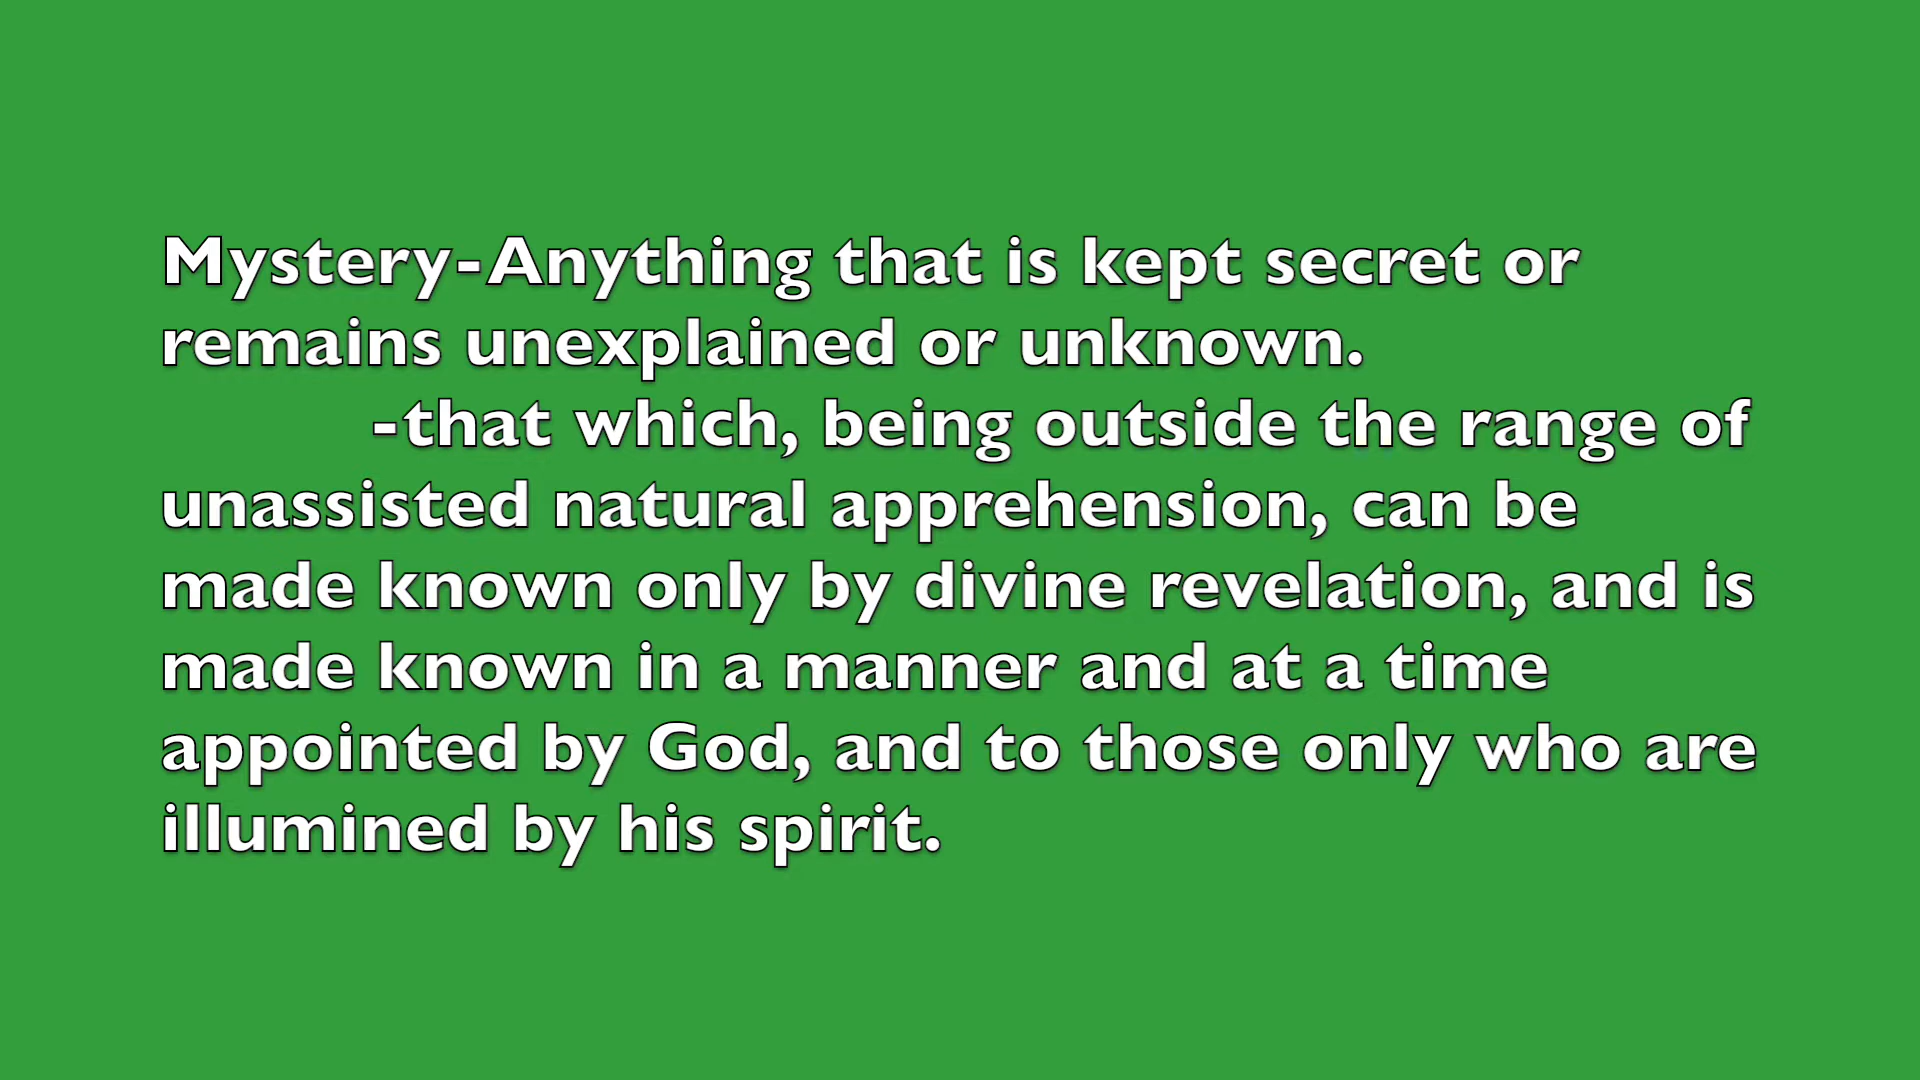 Mystery-Anything that is kept secret or
remains unexplained or unknown.
-that which, being outside the range of
unassisted natural apprehension, can be
made known only by divine revelation, and is
made known in a manner and at a time
appointed by God, and to those only who are
illumined by his spirit.